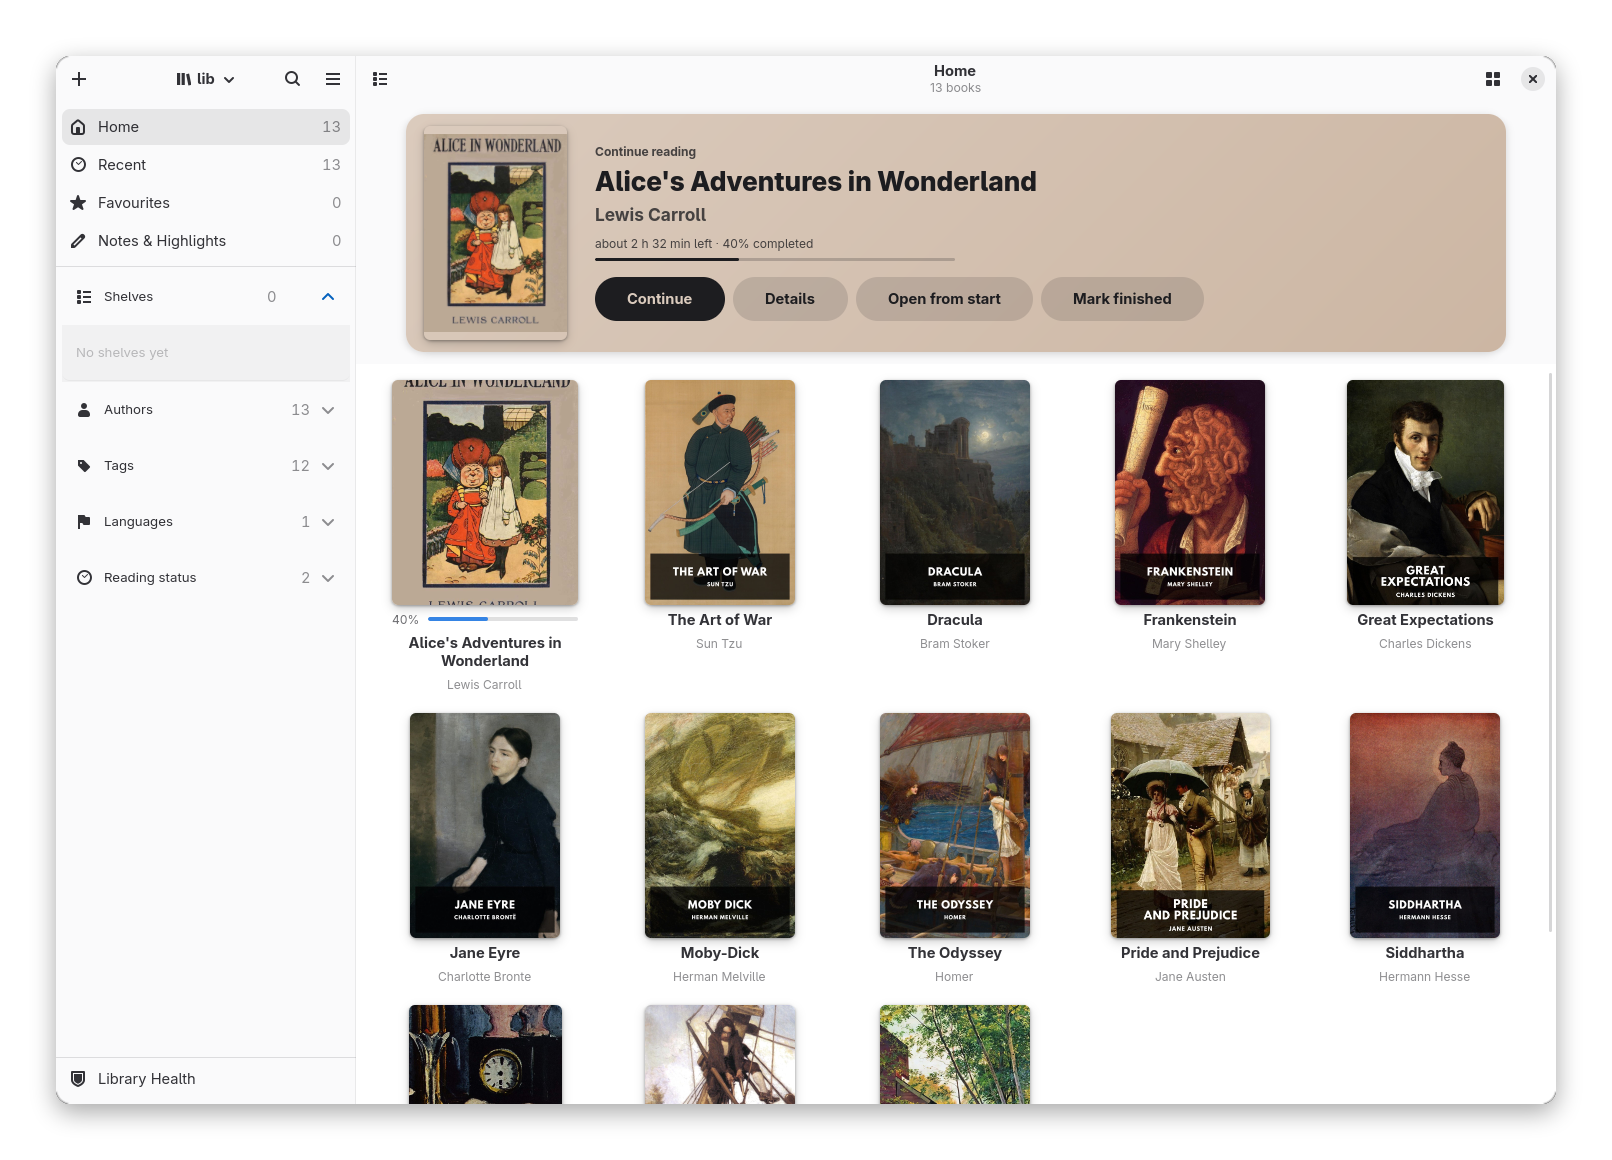 lib
Home
13 books
Home 13
Recent 13
Favourites 0
Notes & Highlights 0
Shelves 0
No shelves yet
Authors 13
Tags 12
Languages 1
Reading status 2
Library Health
ALICE IN WONDERLAND
LEWIS CARROLL
Continue reading
Alice's Adventures in Wonderland
Lewis Carroll
about 2 h 32 min left · 40% completed
Continue
Details
Open from start
Mark finished
ALICE IN WONDERLAND
LEWIS CARROLL
40%
Alice's Adventures in
Wonderland
Lewis Carroll
THE ART OF WAR
SUN TZU
The Art of War
Sun Tzu
DRACULA
BRAM STOKER
Dracula
Bram Stoker
FRANKENSTEIN
MARY SHELLEY
Frankenstein
Mary Shelley
GREAT
EXPECTATIONS
CHARLES DICKENS
Great Expectations
Charles Dickens
JANE EYRE
CHARLOTTE BRONTË
Jane Eyre
Charlotte Bronte
MOBY DICK
HERMAN MELVILLE
Moby-Dick
Herman Melville
THE ODYSSEY
HOMER
The Odyssey
Homer
PRIDE
AND PREJUDICE
JANE AUSTEN
Pride and Prejudice
Jane Austen
SIDDHARTHA
HERMANN HESSE
Siddhartha
Hermann Hesse